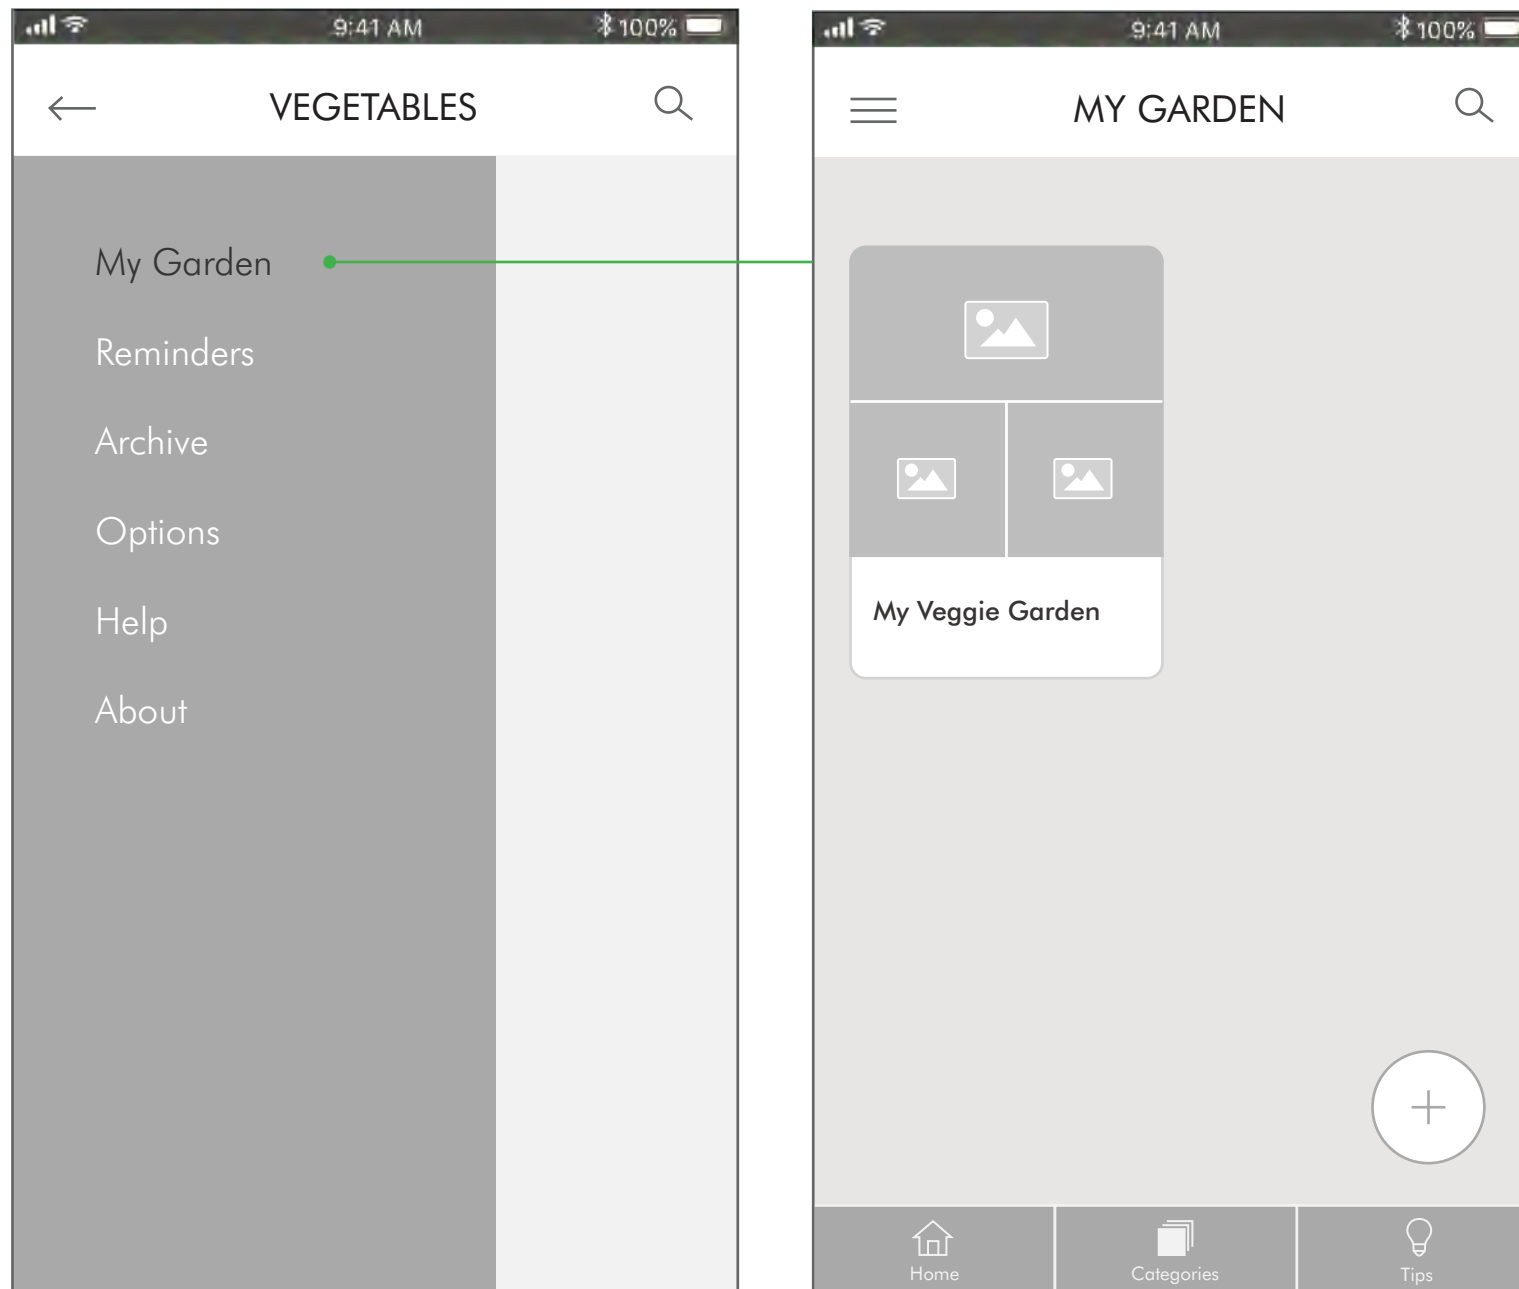 9:41 AM 100%
VEGETABLES
My Garden
Reminders
Archive
Options
Help
About
9:41 AM 100%
MY GARDEN
My Veggie Garden
Home Categories Tips